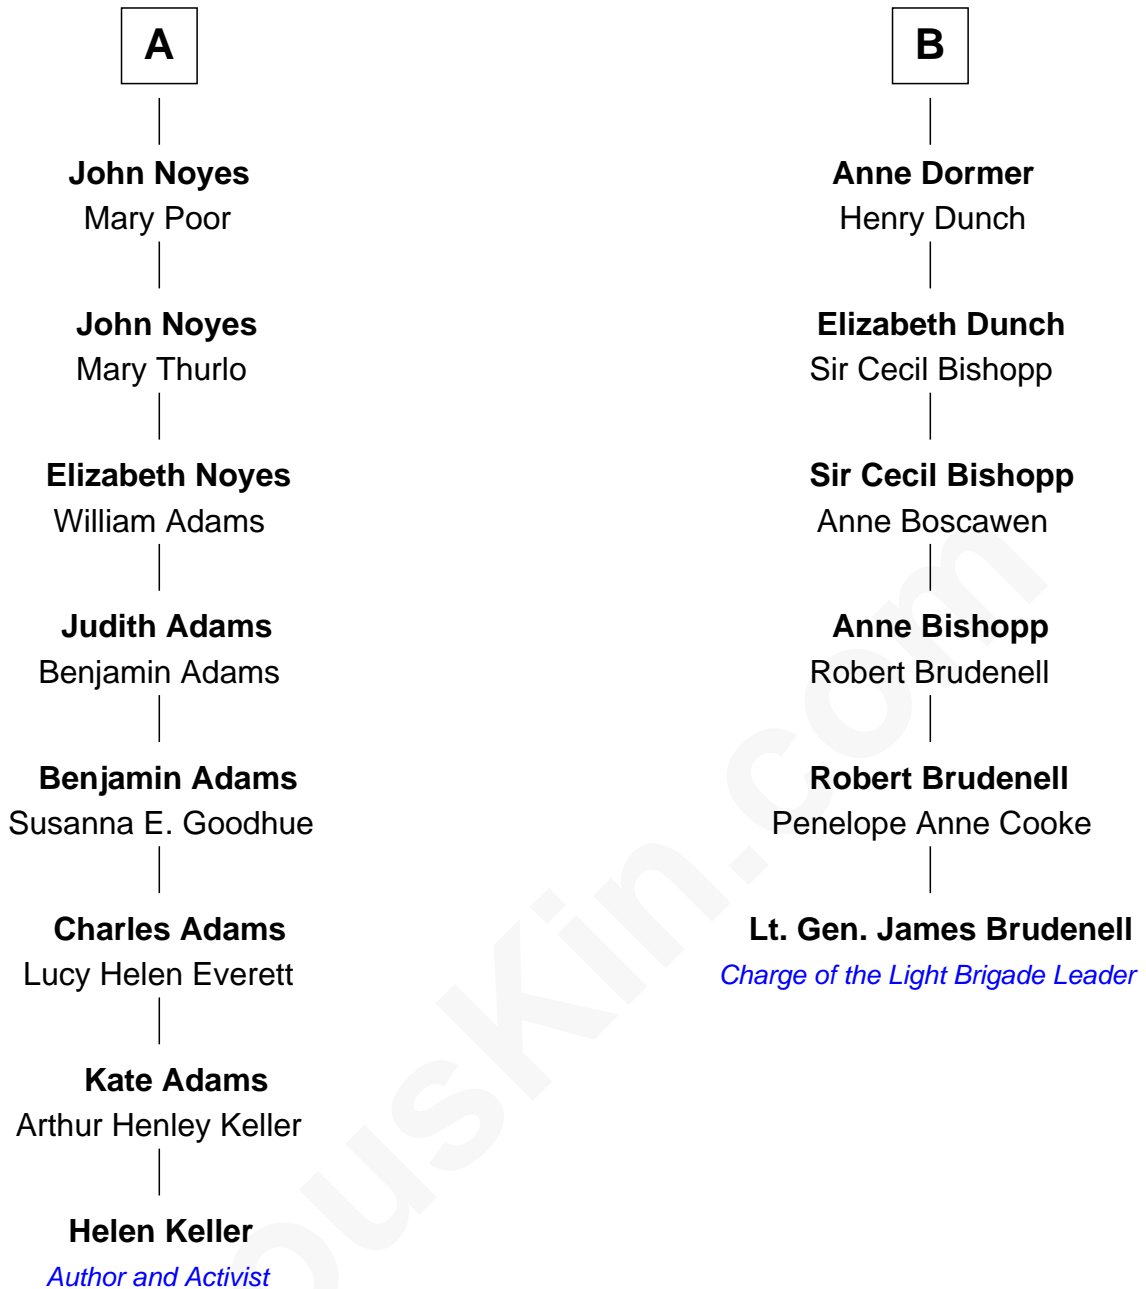 A
John Noyes
Mary Poor
John Noyes
Mary Thurlo
Elizabeth Noyes
William Adams
Judith Adams
Benjamin Adams
Benjamin Adams
Susanna E. Goodhue
Charles Adams
Lucy Helen Everett
Kate Adams
Arthur Henley Keller
Helen Keller
Author and Activist
B
Anne Dormer
Henry Dunch
Elizabeth Dunch
Sir Cecil Bishopp
Sir Cecil Bishopp
Anne Boscawen
Anne Bishopp
Robert Brudenell
Robert Brudenell
Penelope Anne Cooke
Lt. Gen. James Brudenell
Charge of the Light Brigade Leader
ousKin.com